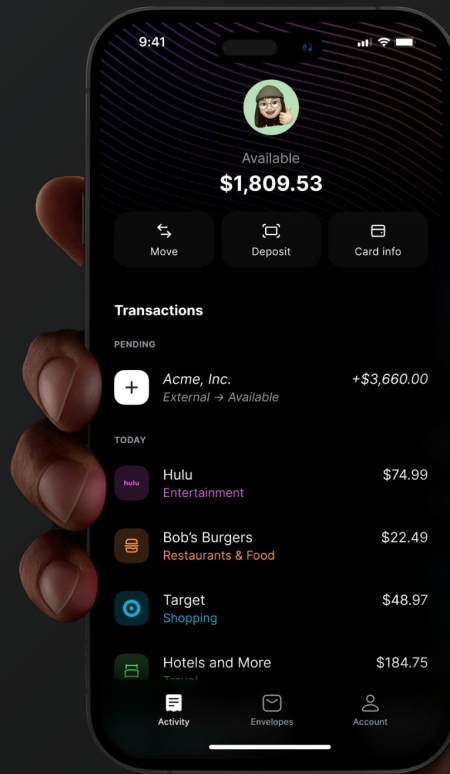 9:41
Available
$1,809.53
Move
Deposit
Card info
Transactions
PENDING
Acme, Inc.
+$3,660.00
External → Available
TODAY
hulu
Hulu
$74.99
Entertainment
Bob's Burgers
$22.49
Restaurants & Food
Target
$48.97
Shopping
Hotels and More
$184.75
Travel
Activity
Envelopes
Account